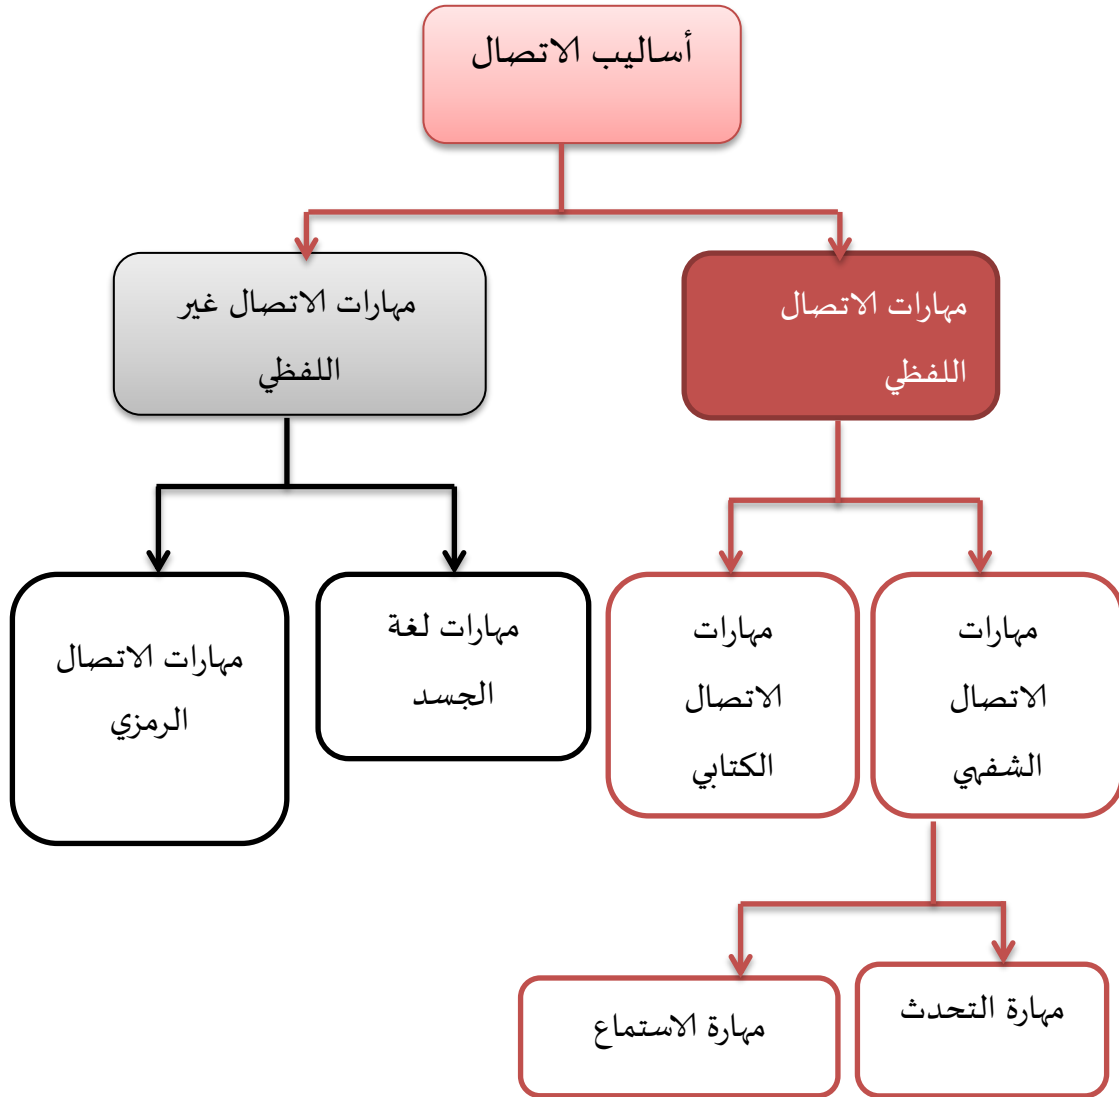 أساليب الاتصال
مهارات الاتصال
اللفظي
مهارات الاتصال غير
اللفظي
مهارات
الاتصال
الشفهي
مهارات
الاتصال
الكتابي
مهارات لغة
الجسد
مهارات الاتصال
الرمزي
مهارة التحدث
مهارة الاستماع